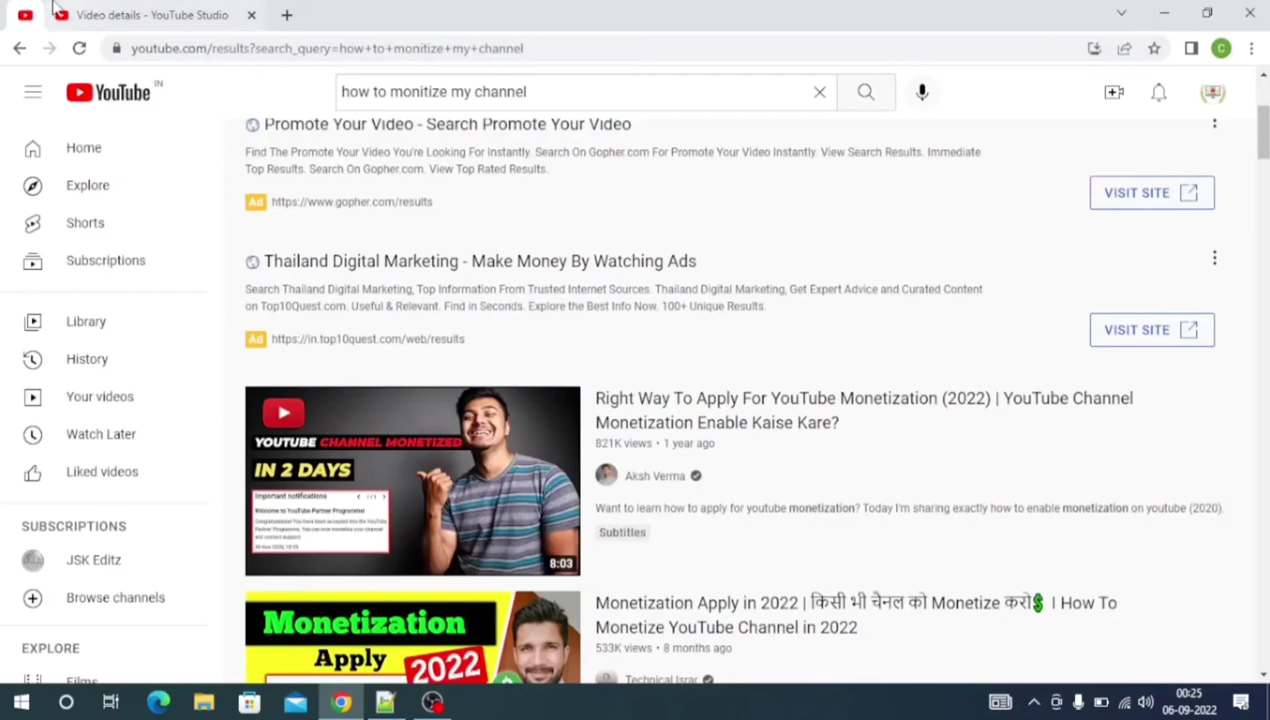 Video details - YouTube Studio
youtube.com/results?search_query=how+to+monitize+my+channel
C
YouTube IN
how to monitize my channel
Home
Explore
Shorts
Subscriptions
Library
History
Your videos
Watch Later
Liked videos
SUBSCRIPTIONS
JSK Editz
Browse channels
EXPLORE
Films
Promote Your Video - Search Promote Your Video
Find The Promote Your Video You're Looking For Instantly. Search On Gopher.com For Promote Your Video Instantly. View Search Results. Immediate
Top Results. Search On Gopher.com. View Top Rated Results.
Ad https://www.gopher.com/results
VISIT SITE
Thailand Digital Marketing - Make Money By Watching Ads
Search Thailand Digital Marketing, Top Information From Trusted Internet Sources. Thailand Digital Marketing, Get Expert Advice and Curated Content
on Top10Quest.com. Useful & Relevant. Find in Seconds. Explore the Best Info Now. 100+ Unique Results.
Ad https://in.top10quest.com/web/results
VISIT SITE
YOUTUBE CHANNEL MONETIZED
IN 2 DAYS
Important notifications
Welcome to YouTube Partner Programme!
8:03
Right Way To Apply For YouTube Monetization (2022) | YouTube Channel
Monetization Enable Kaise Kare?
821K views • 1 year ago
Aksh Verma
Want to learn how to apply for youtube monetization? Today I'm sharing exactly how to enable monetization on youtube (2020).
Subtitles
Monetization
Apply 2022
Monetization Apply in 2022 | किसी भी चैनल को Monetize करो$ I How To
Monetize YouTube Channel in 2022
533K views • 8 months ago
Technical Israr
00:25
06-09-2022